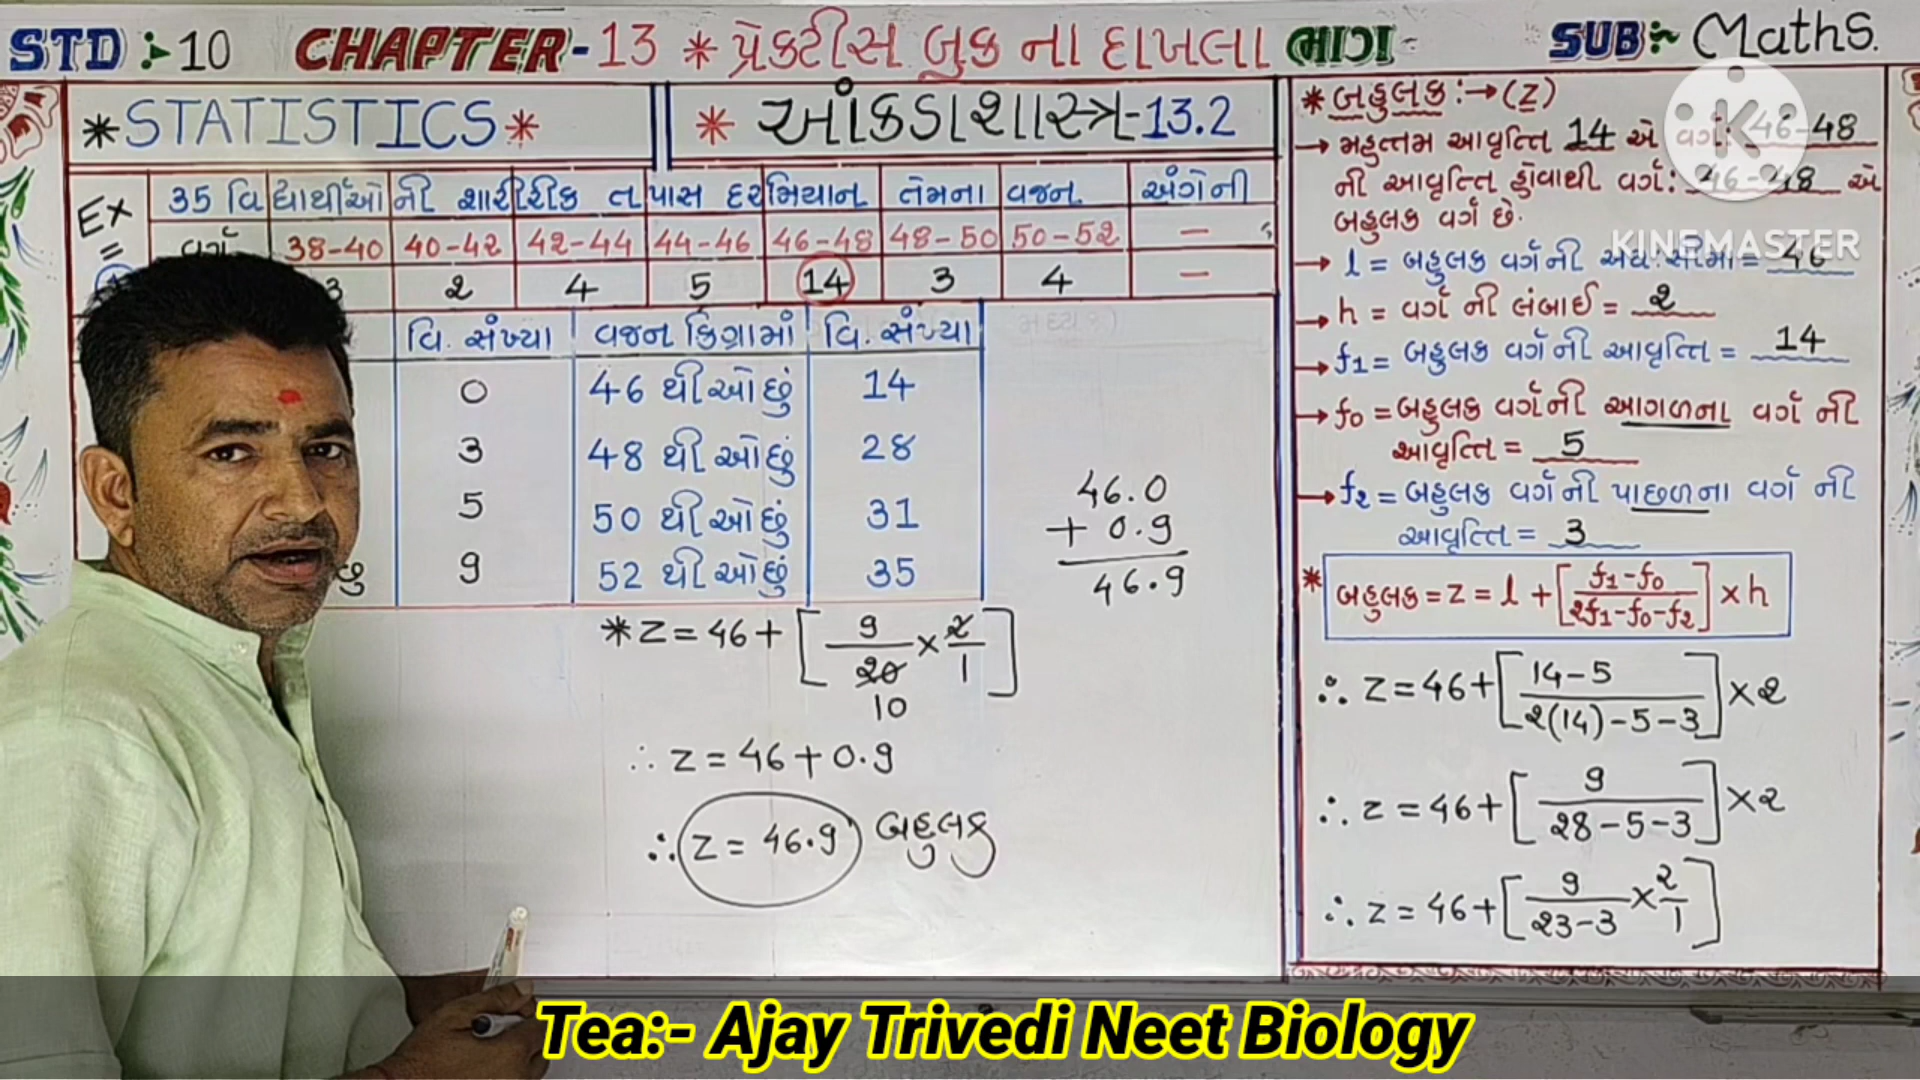 STD :- 10 CHAPTER-13 * પ્રેકટીસ બુક ના દાખલા ભાગ- SUB:- Maths.
*STATISTICS* * આંકડાશાસ્ત્ર-13.2
Ex 35 વિદ્યાર્થીઓ ની શારીરિક તપાસ દરમિયાન તેમના વજન અંગેની
=
વર્ગ 38-40 40-42 42-44 44-46 46-48 48-50 50-52 -
3 2 4 5 14 3 4 -
વિ. સંખ્યા વજન કિગ્રામાં વિ. સંખ્યા
0 46 થી ઓછું 14
3 48 થી ઓછું 28
5 50 થી ઓછું 31
9 52 થી ઓછું 35
46.0
+ 0.9
46.9
* Z = 46 + [9/20 × 2/1]
10
∴ Z = 46 + 0.9
∴ Z = 46.9 બહુલક
* બહુલક :→ (Z)
→ મહત્તમ આવૃત્તિ 14 એ વર્ગ: 46-48
ની આવૃત્તિ હોવાથી વર્ગ: 46-48 એ
બહુલક વર્ગ છે.
KINEMASTER
→ l = બહુલક વર્ગની અધ:સીમા = 46
→ h = વર્ગ ની લંબાઈ = 2
→ f1 = બહુલક વર્ગની આવૃત્તિ = 14
→ f0 = બહુલક વર્ગની આગળના વર્ગ ની
આવૃત્તિ = 5
→ f2 = બહુલક વર્ગની પાછળના વર્ગ ની
આવૃત્તિ = 3
* બહુલક = Z = l + [f1-f0/2f1-f0-f2] × h
∴ Z = 46 + [14-5/2(14)-5-3] × 2
∴ Z = 46 + [9/28-5-3] × 2
∴ Z = 46 + [9/23-3 × 2/1]
Tea:- Ajay Trivedi Neet Biology